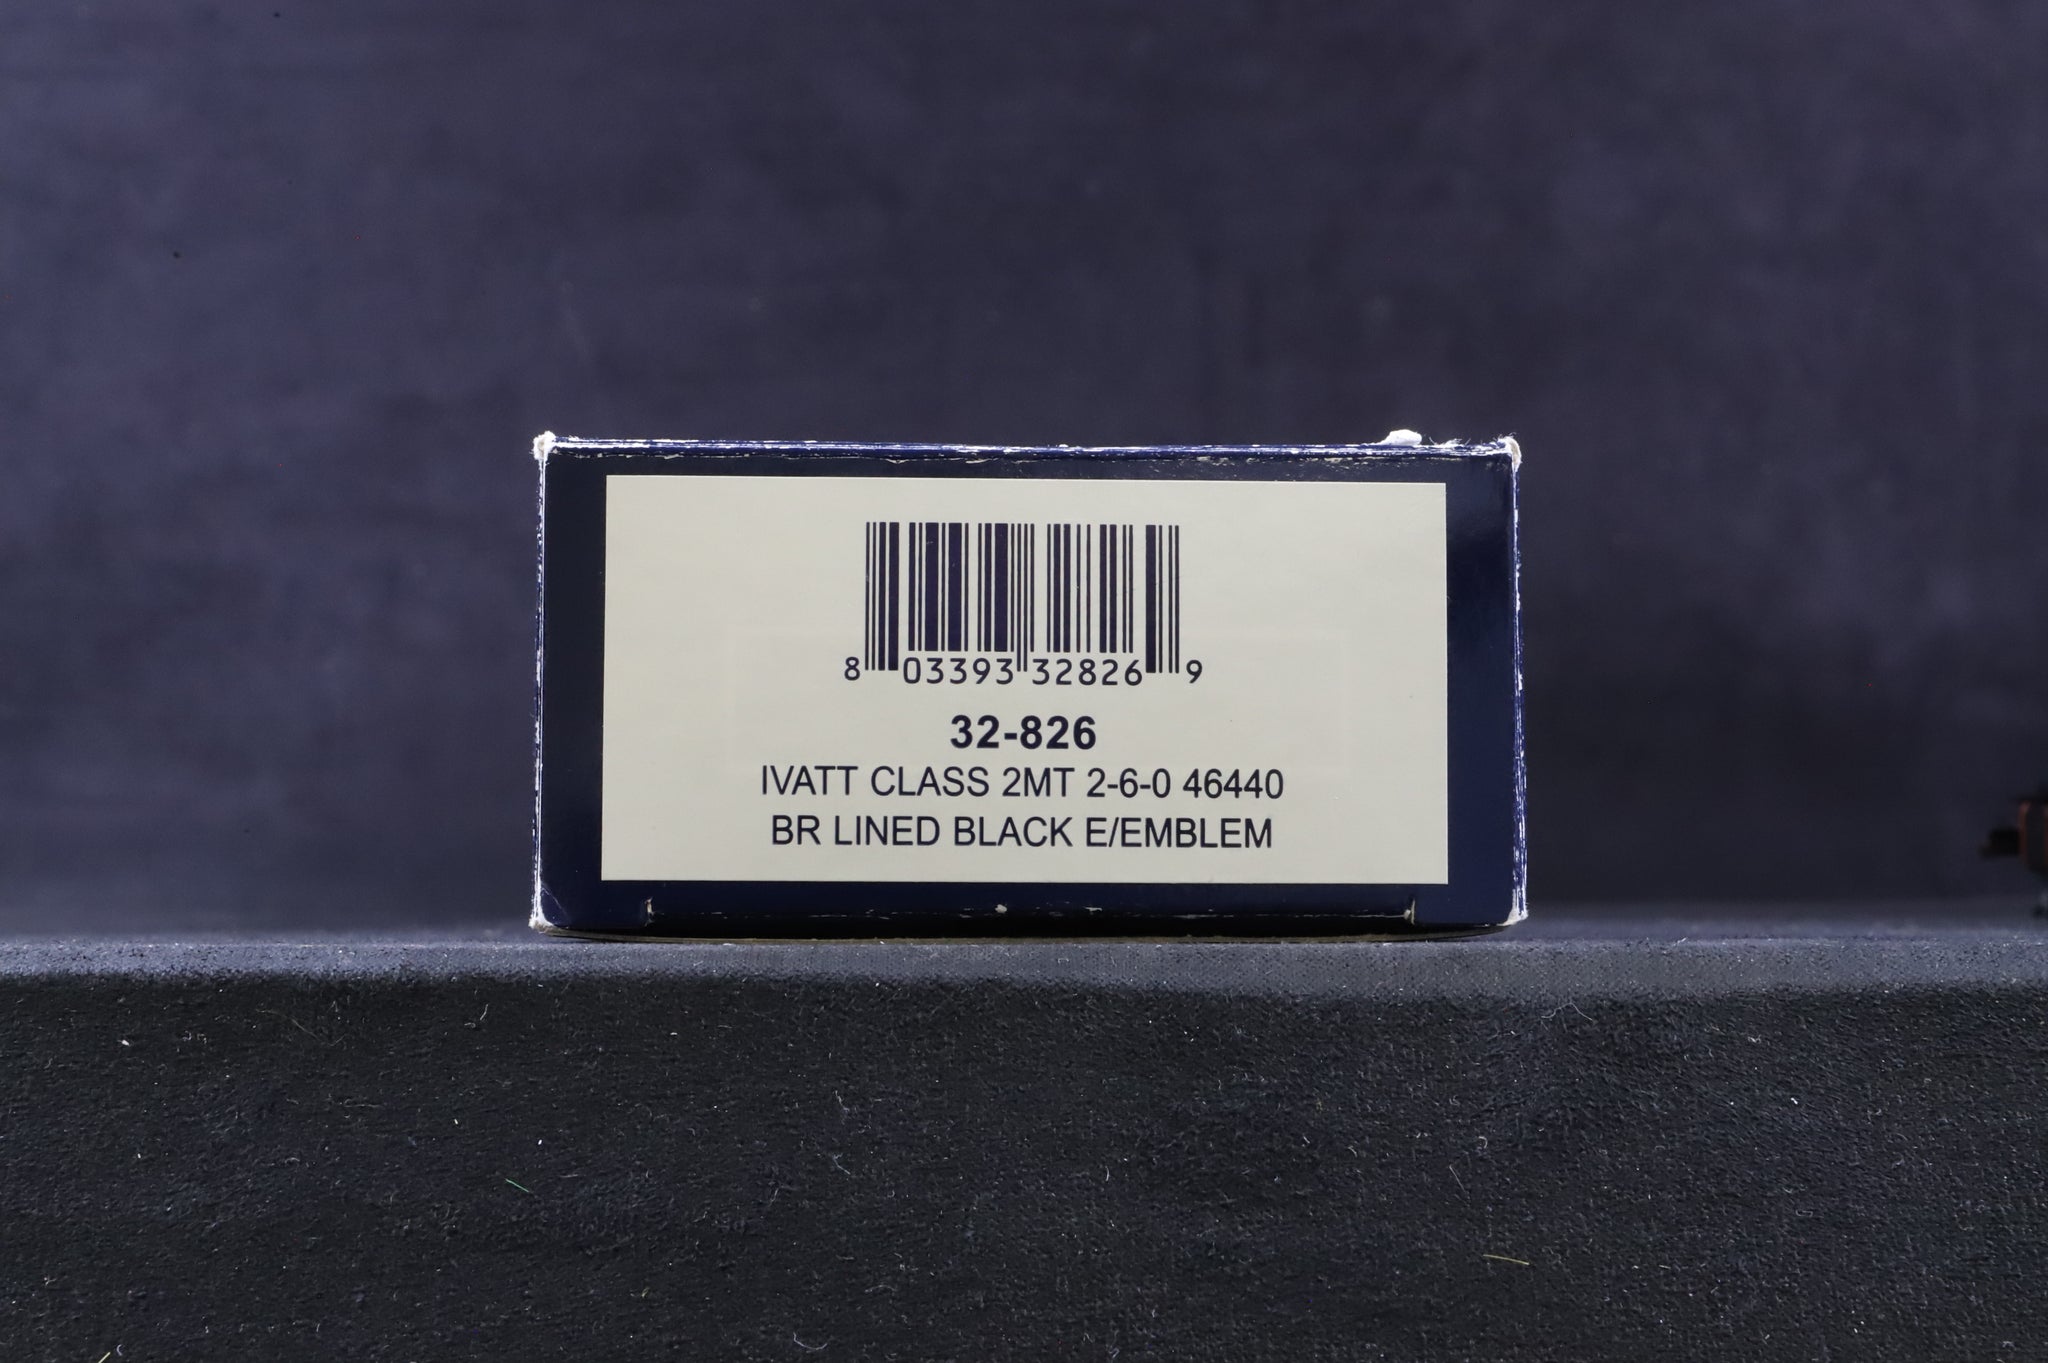 8 03393 32826 9
32-826
IVATT CLASS 2MT 2-6-0 46440
BR LINED BLACK E/EMBLEM